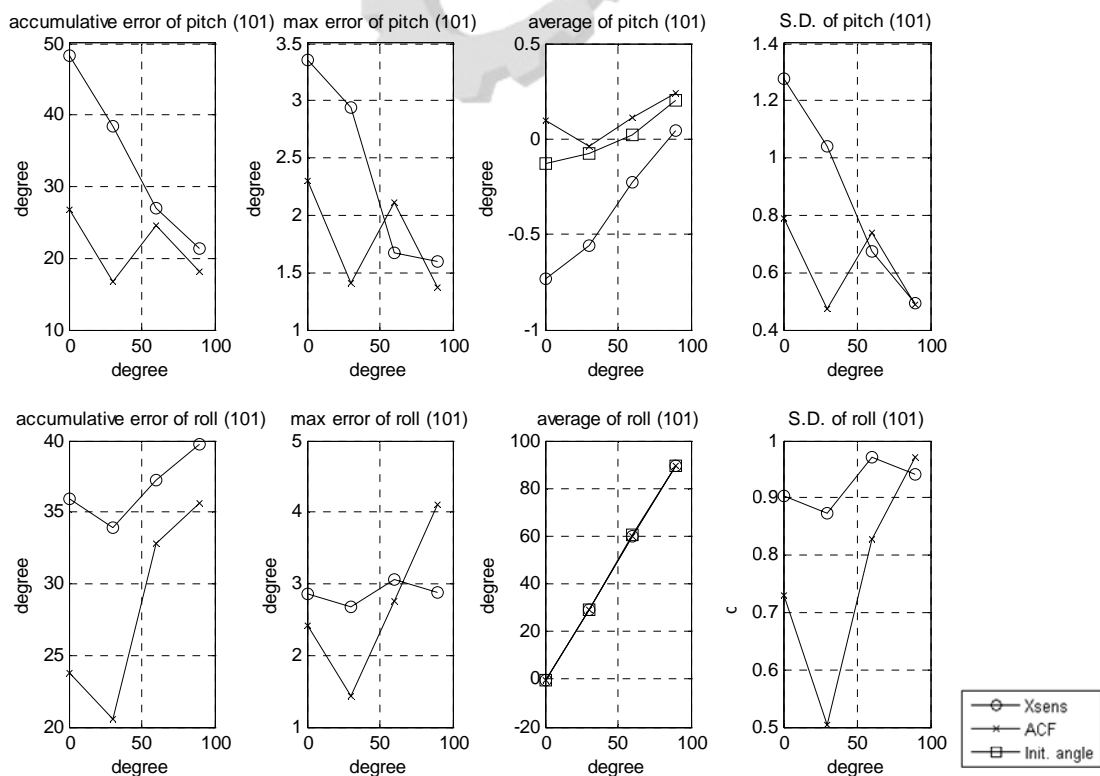 accumulative error of pitch (101)
max error of pitch (101)
average of pitch (101)
S.D. of pitch (101)
50
40
30
20
10
degree
0 50 100
degree
3.5
3
2.5
2
1.5
1
degree
0 50 100
degree
0.5
0
-0.5
-1
degree
0 50 100
degree
1.4
1.2
1
0.8
0.6
0.4
0 50 100
degree
accumulative error of roll (101)
max error of roll (101)
average of roll (101)
S.D. of roll (101)
40
35
30
25
20
degree
0 50 100
degree
5
4
3
2
1
degree
0 50 100
degree
100
80
60
40
20
0
-20
degree
0 50 100
degree
1
0.9
0.8
0.7
0.6
0.5
c
0 50 100
degree
Xsens
ACF
Init. angle